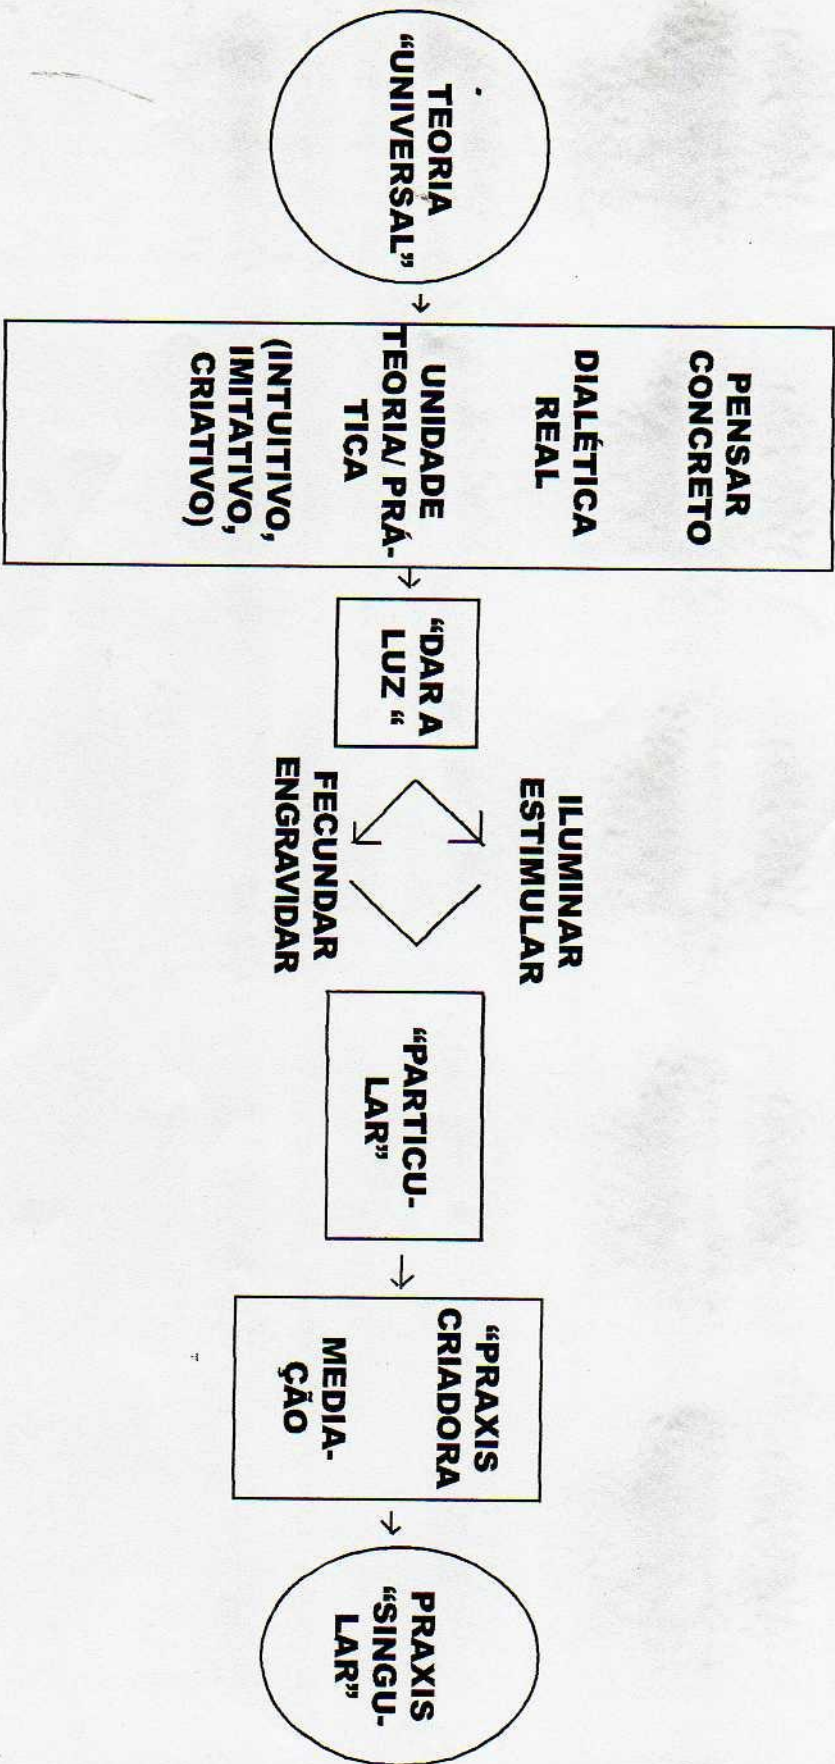 TEORIA
“UNIVERSAL”
PENSAR
CONCRETO
DIALÉTICA
REAL
UNIDADE
TEORIA/ PRÁ-
TICA
(INTUITIVO,
IMITATIVO,
CRIATIVO)
“DAR A
LUZ “
ILUMINAR
ESTIMULAR
FECUNDAR
ENGRAVIDAR
“PARTICU-
LAR”
“PRAXIS
CRIADORA
MEDIA-
ÇÃO
PRAXIS
“SINGU-
LAR”